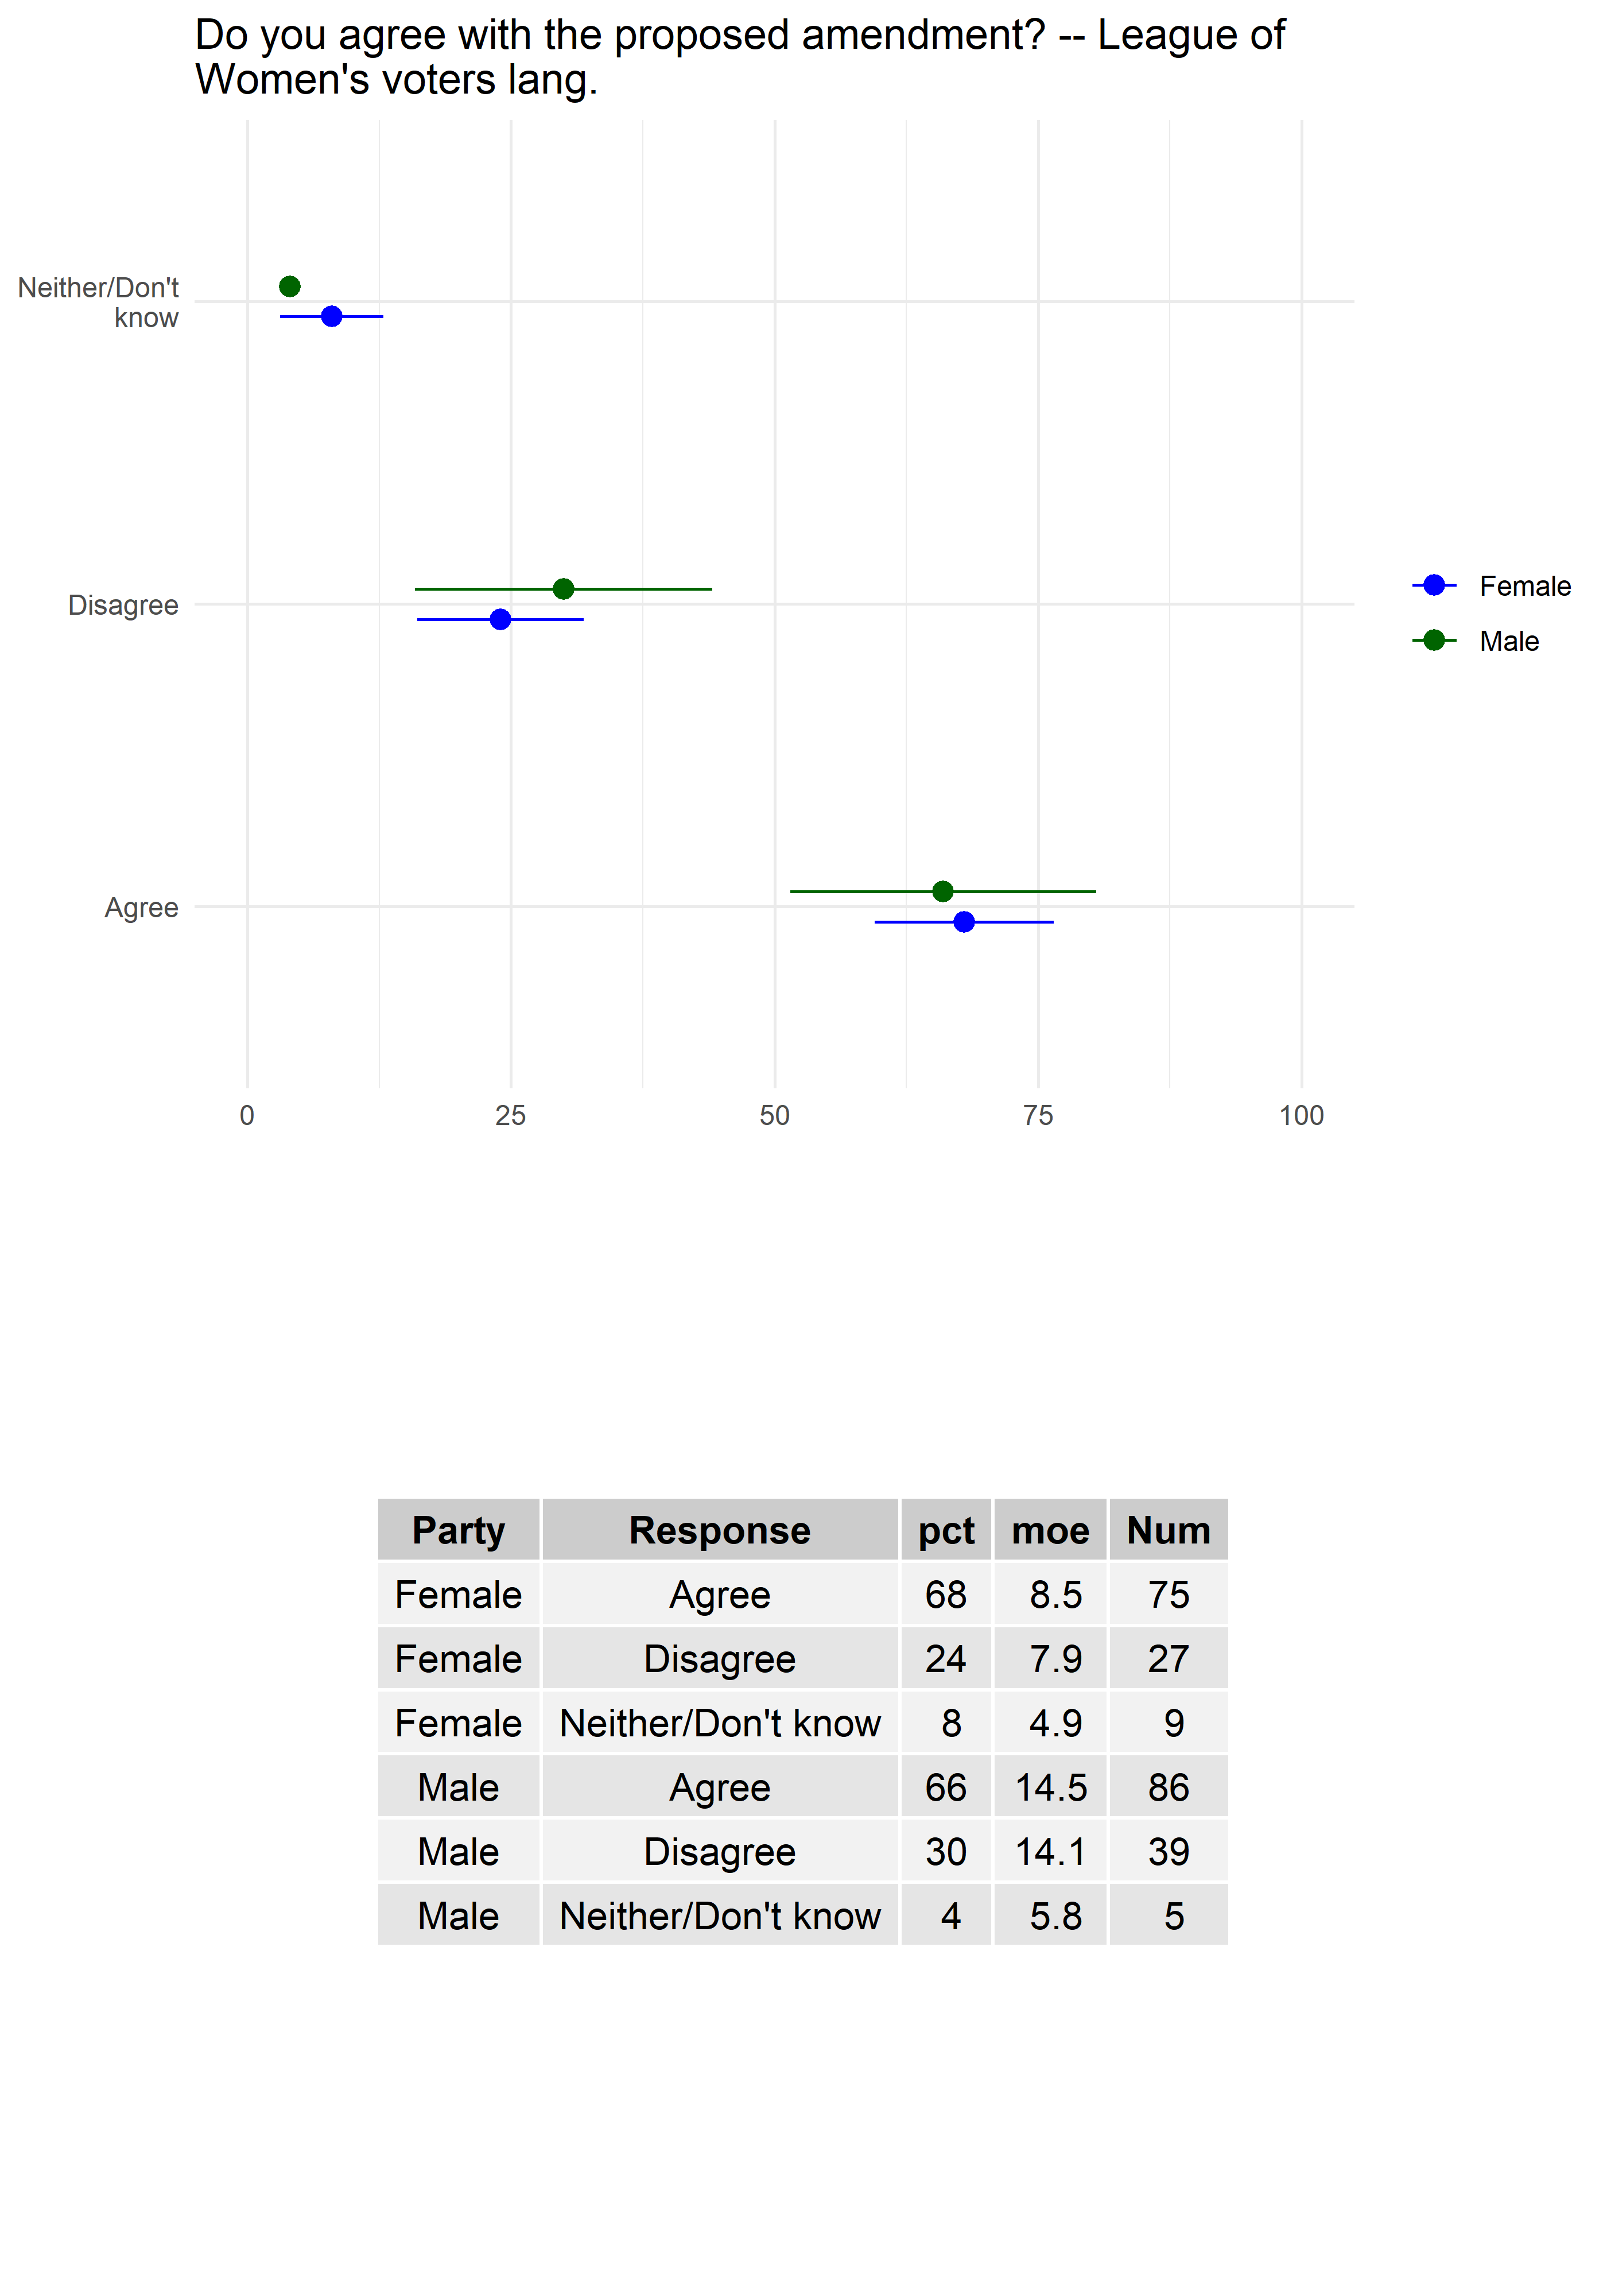 Do you agree with the proposed amendment? -- League of
Women's voters lang.
Neither/Don't
know
Disagree
Agree
0 25 50 75 100
Female
Male
Party Response pct moe Num
Female Agree 68 8.5 75
Female Disagree 24 7.9 27
Female Neither/Don't know 8 4.9 9
Male Agree 66 14.5 86
Male Disagree 30 14.1 39
Male Neither/Don't know 4 5.8 5